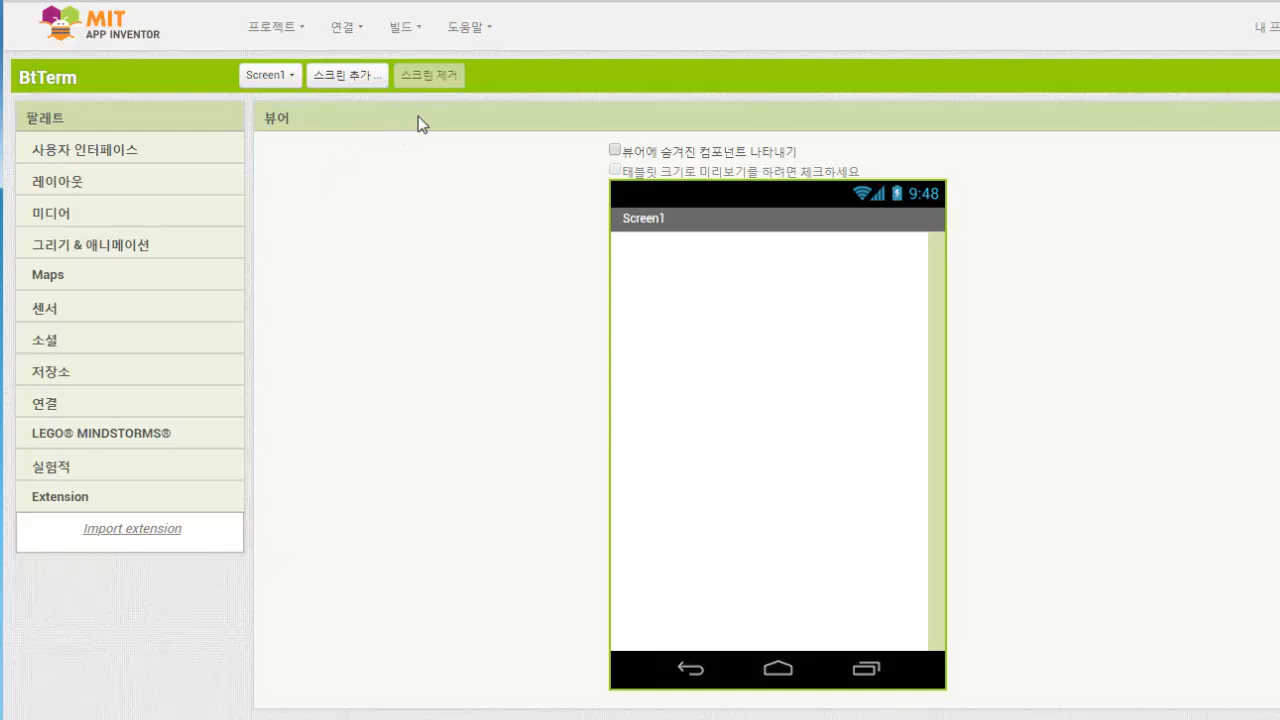 MIT
APP INVENTOR
프로젝트 연결 빌드 도움말 내 프
BtTerm Screen1 스크린 추가 ... 스크린 제거
팔레트
사용자 인터페이스
레이아웃
미디어
그리기 & 애니메이션
Maps
센서
소셜
저장소
연결
LEGO® MINDSTORMS®
실험적
Extension
Import extension
뷰어
뷰어에 숨겨진 컴포넌트 나타내기
태블릿 크기로 미리보기를 하려면 체크하세요
9:48
Screen1